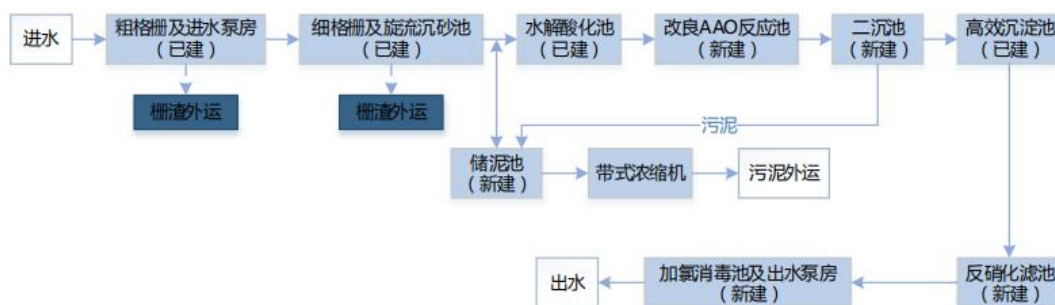 进水
粗格栅及进水泵房
（已建）
细格栅及旋流沉砂池
（已建）
水解酸化池
（已建）
改良AAO反应池
（新建）
二沉池
（新建）
高效沉淀池
（已建）
栅渣外运
栅渣外运
污泥
储泥池
（新建）
带式浓缩机
污泥外运
出水
加氯消毒池及出水泵房
（新建）
反硝化滤池
（新建）